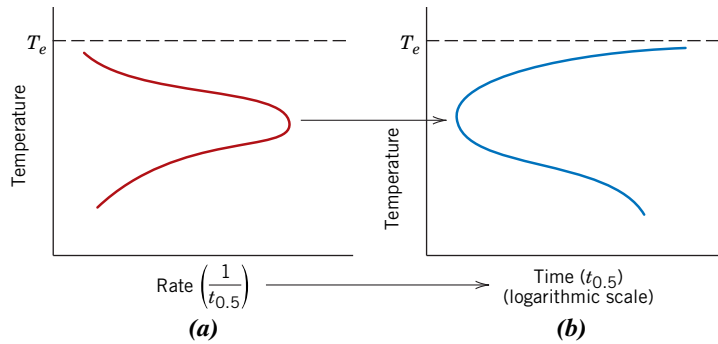 T_e
Temperature
Rate (1/t_0.5)
(a)
T_e
Temperature
Time (t_0.5)
(logarithmic scale)
(b)